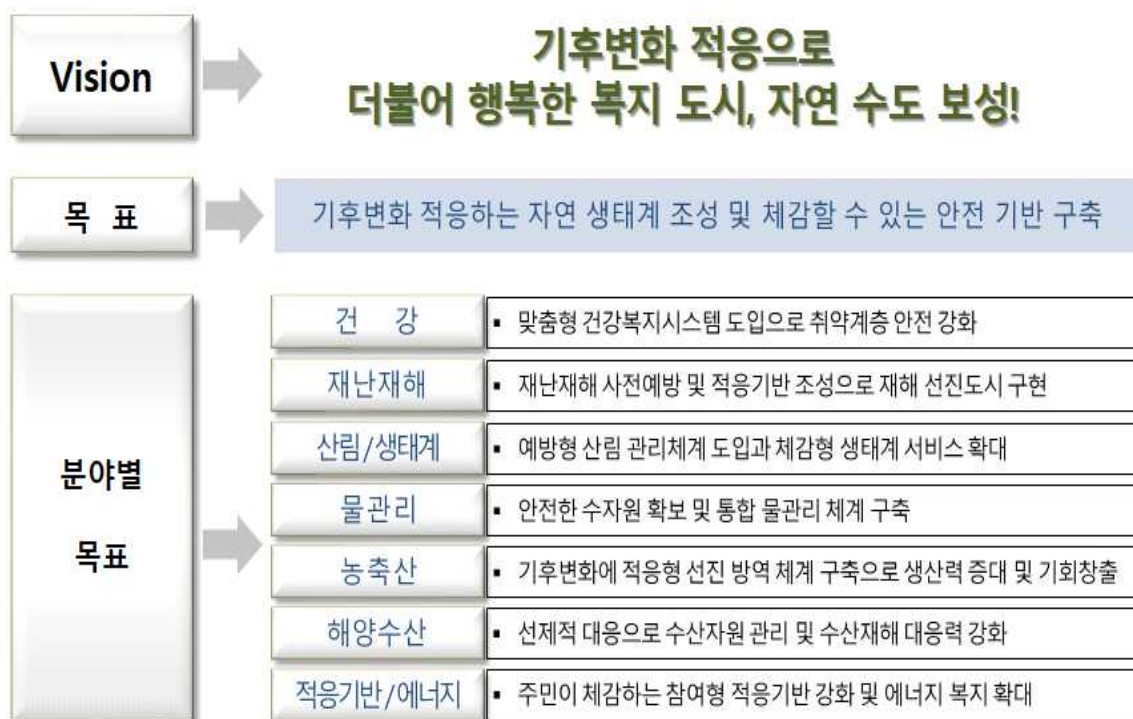 Vision
기후변화 적응으로
더불어 행복한 복지 도시, 자연 수도 보성!
목 표
기후변화 적응하는 자연 생태계 조성 및 체감할 수 있는 안전 기반 구축
분야별
목표
건 강
▪ 맞춤형 건강복지시스템 도입으로 취약계층 안전 강화
재난재해
▪ 재난재해 사전예방 및 적응기반 조성으로 재해 선진도시 구현
산림/생태계
▪ 예방형 산림 관리체계 도입과 체감형 생태계 서비스 확대
물관리
▪ 안전한 수자원 확보 및 통합 물관리 체계 구축
농축산
▪ 기후변화에 적응형 선진 방역 체계 구축으로 생산력 증대 및 기회창출
해양수산
▪ 선제적 대응으로 수산자원 관리 및 수산재해 대응력 강화
적응기반/에너지
▪ 주민이 체감하는 참여형 적응기반 강화 및 에너지 복지 확대